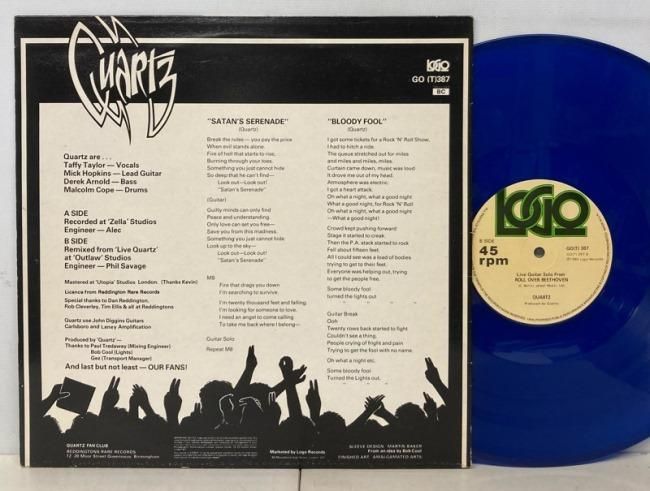 Quartz
LOGO
GO (T)387
BC
Quartz are . . .
Taffy Taylor — Vocals
Mick Hopkins — Lead Guitar
Derek Arnold — Bass
Malcolm Cope — Drums
A SIDE
Recorded at 'Zella' Studios
Engineer — Alec
B SIDE
Remixed from 'Live Quartz'
at 'Outlaw' Studios
Engineer — Phil Savage
Mastered at 'Utopia' Studios London. (Thanks Kevin)
Licence from Reddington Rare Records
Special thanks to Dan Reddington,
Rob Cleverley, Tim Ellis & all at Reddingtons
Quartz use John Diggins Guitars
Carlsboro and Laney Amplification
Produced by 'Quartz'—
Thanks to Paul Tredaway (Mixing Engineer)
Bob Cool (Lights)
Gez (Transport Manager)
And last but not least — OUR FANS!
"SATAN'S SERENADE"
(Quartz)
Break the rules — you pay the price
When evil stands alone.
Fire of hell that starts to rise,
Burning through your toes.
Something you just cannot hide
So deep that he can't find—
Look out—Look out!
"Satan's Serenade"
(Guitar)
Guilty minds can only find
Peace and understanding.
Only love can set you free—
Save you from this madness.
Something you just cannot hide
Look up to the sky—
Look out—Look out!
"Satan's Serenade"
M8
Fire that drags you down
I'm searching to survive.
I'm twenty thousand feet and falling.
I'm looking for someone to love.
I need an angel to come calling
To take me back where I belong—
Guitar Solo
Repeat M8
"BLOODY FOOL"
(Quartz)
I got some tickets for a Rock 'N' Roll Show,
I had to hitch a ride.
The queue stretched out for miles
and miles and miles.
Curtain came down, music was loud
It drove me out of my head.
Atmosphere was electric.
I got a heart attack.
Oh what a night, what a good night
What a good night, for Rock 'N' Roll
Oh what a night, what a good night
—What a night!
Crowd kept pushing forward
Stage it started to creak.
Then the P.A. stack started to rock
Fell about fifteen feet.
All I could see was a load of bodies
trying to get to their feet.
Everyone was helping out, trying
to get the people free.
Some bloody fool
turned the lights out
Guitar Break
Ooh
Twenty rows back started to fight
Couldn't see a thing.
People crying of fright and pain
Trying to get the fool with no name.
Oh what a night etc.
Some bloody fool
Turned the Lights out.
QUARTZ FAN CLUB
REDDINGTONS RARE RECORDS
Marketed by Logo Records
SLEEVE DESIGN MARTIN BAKER
From an idea by Bob Cool
FINISHED ART AMALGAMATED ARTS
LOGO
B SIDE
45
rpm
GO(T) 387
Live Guitar Solo From
ROLL OVER BEETHOVEN
QUARTZ